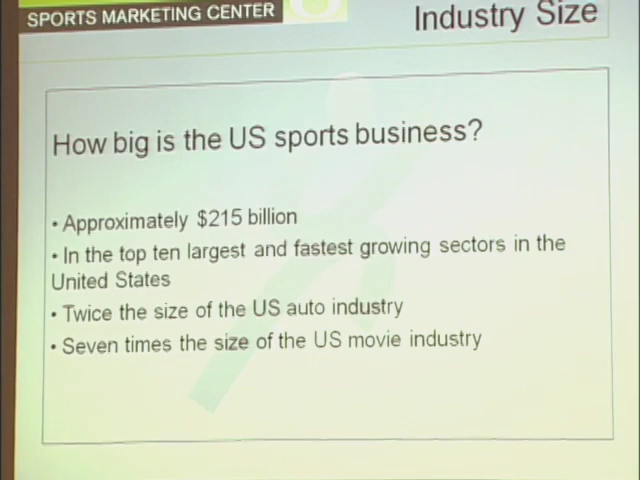 SPORTS MARKETING CENTER
Industry Size
How big is the US sports business?
• Approximately $215 billion
• In the top ten largest and fastest growing sectors in the
United States
• Twice the size of the US auto industry
• Seven times the size of the US movie industry